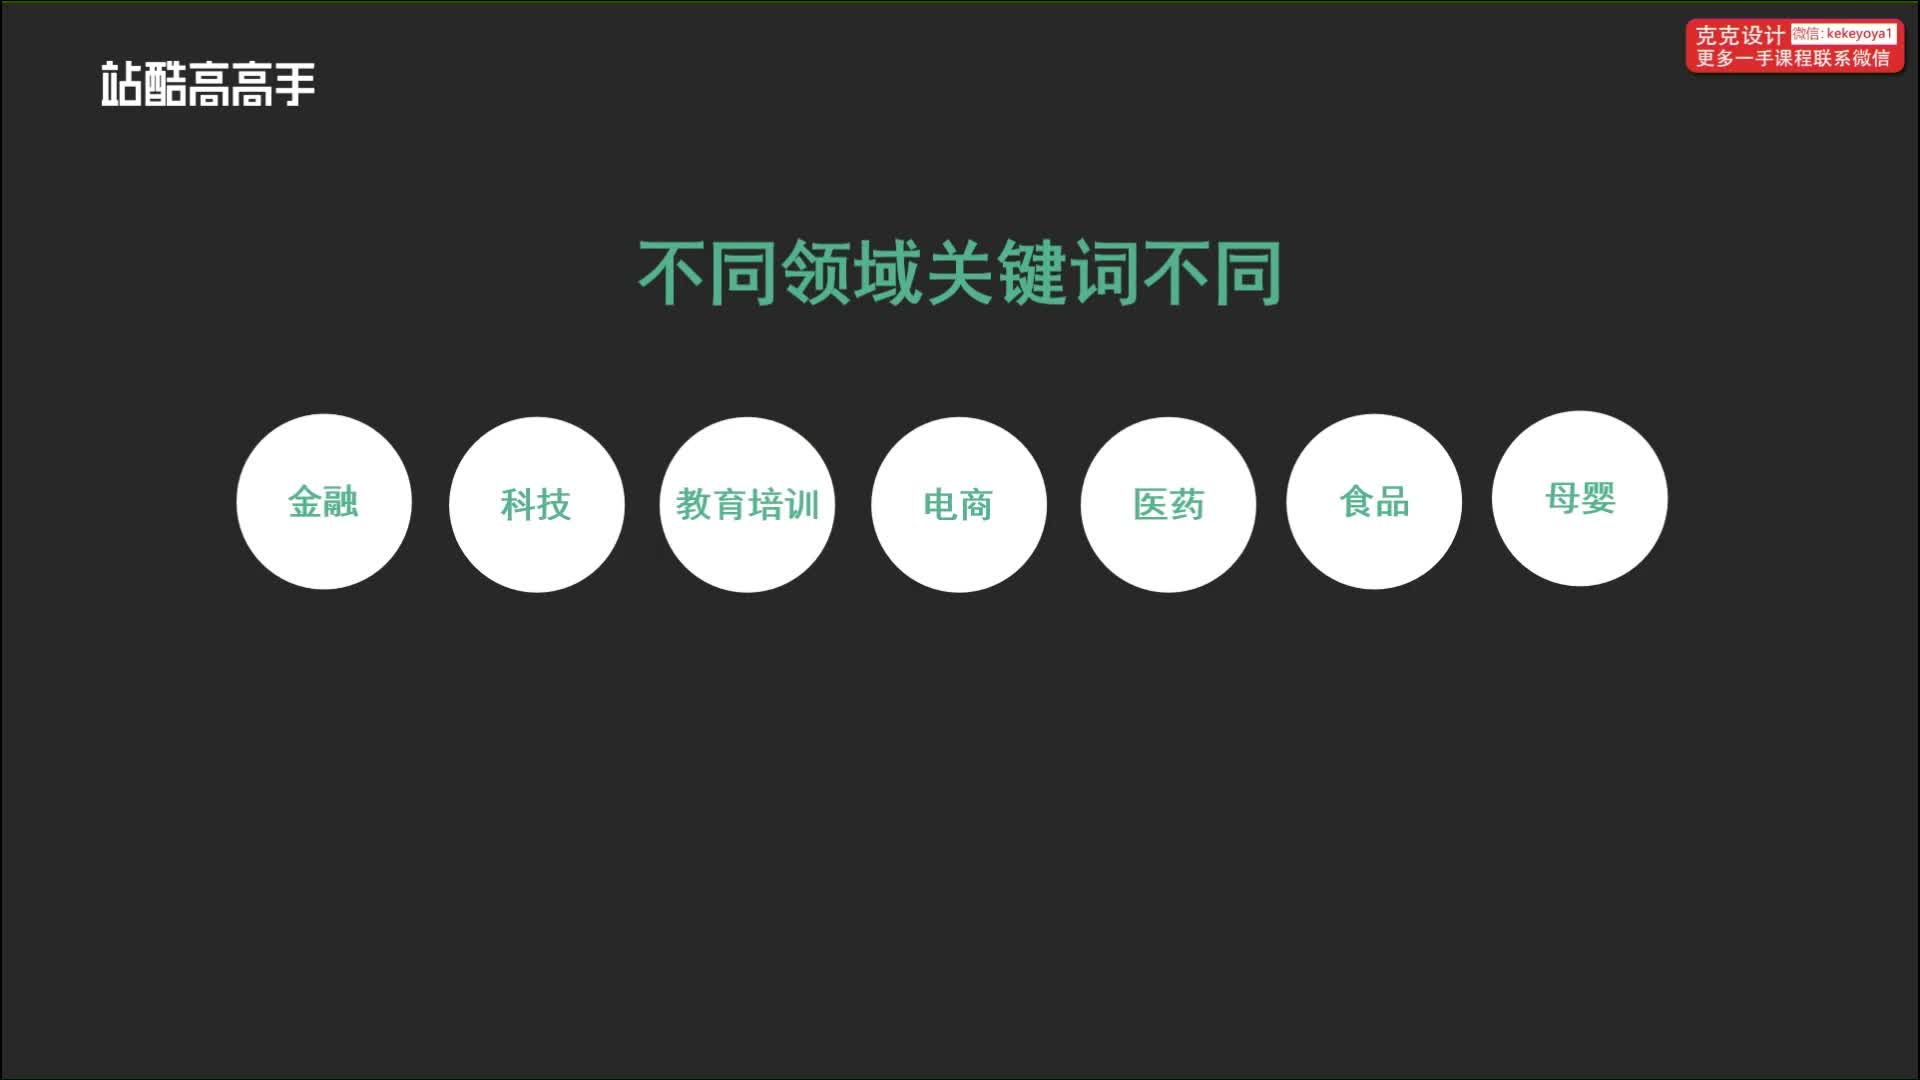 站酷高高手
克克设计 微信:kekeyoya1
更多一手课程联系微信
不同领域关键词不同
金融
科技
教育培训
电商
医药
食品
母婴